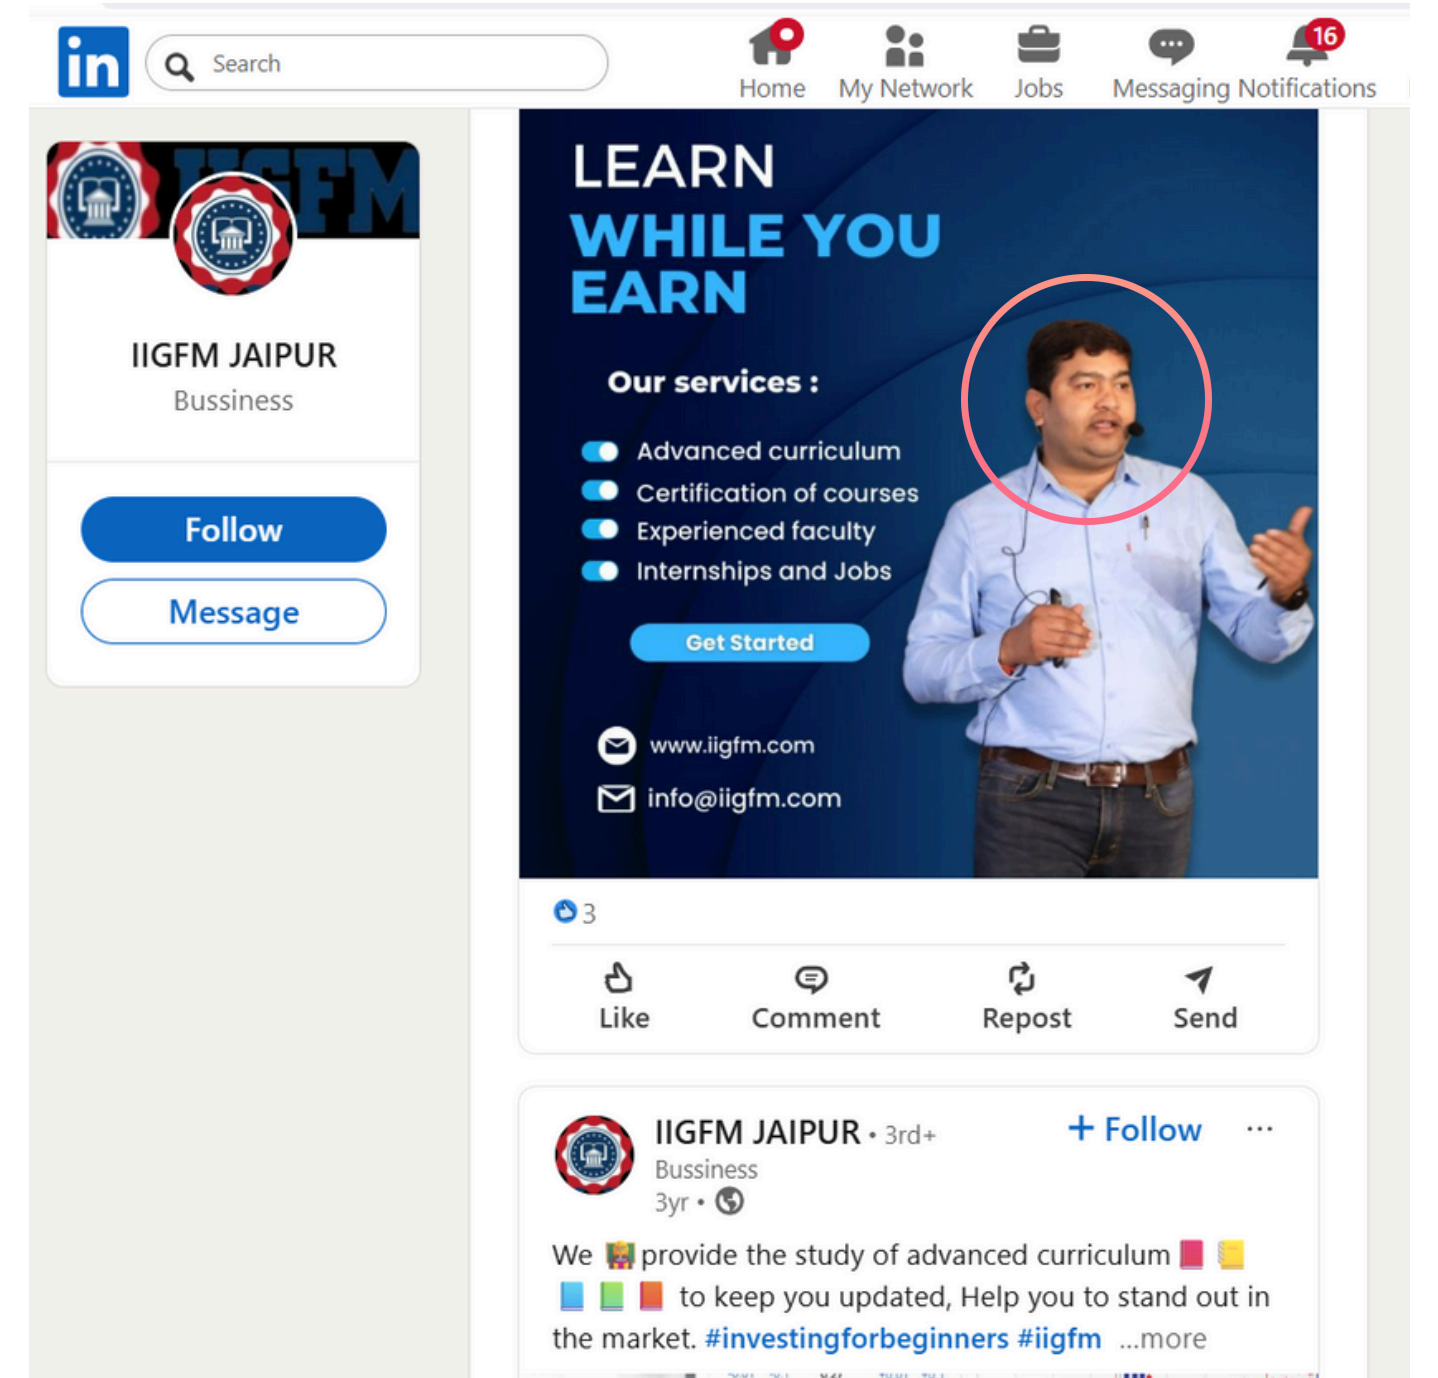 in
Search
Home
My Network
Jobs
Messaging
16
Notifications
IIGFM
IIGFM JAIPUR
Bussiness
Follow
Message
LEARN
WHILE YOU
EARN
Our services :
Advanced curriculum
Certification of courses
Experienced faculty
Internships and Jobs
Get Started
www.iigfm.com
info@iigfm.com
3
Like
Comment
Repost
Send
IIGFM JAIPUR • 3rd+
+ Follow
...
Bussiness
3yr •
We provide the study of advanced curriculum
to keep you updated, Help you to stand out in
the market. #investingforbeginners #iigfm ...more